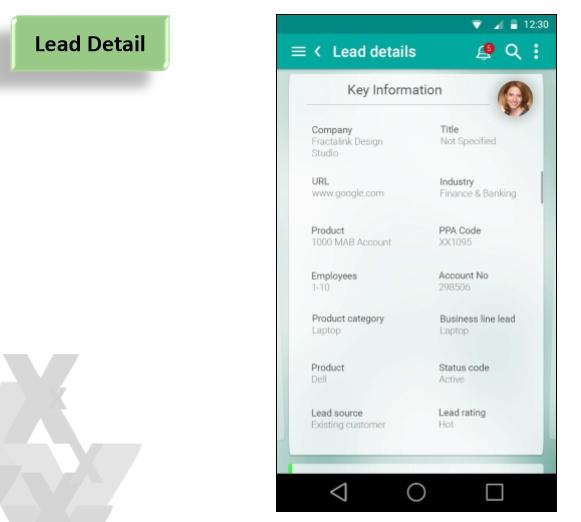 Lead Detail
12:30
Lead details
5
Key Information
Company
Fractalink Design
Studio
Title
Not Specified
URL
www.google.com
Industry
Finance & Banking
Product
1000 MAB Account
PPA Code
XX1095
Employees
1-10
Account No
298506
Product category
Laptop
Business line lead
Laptop
Product
Dell
Status code
Active
Lead source
Existing customer
Lead rating
Hot